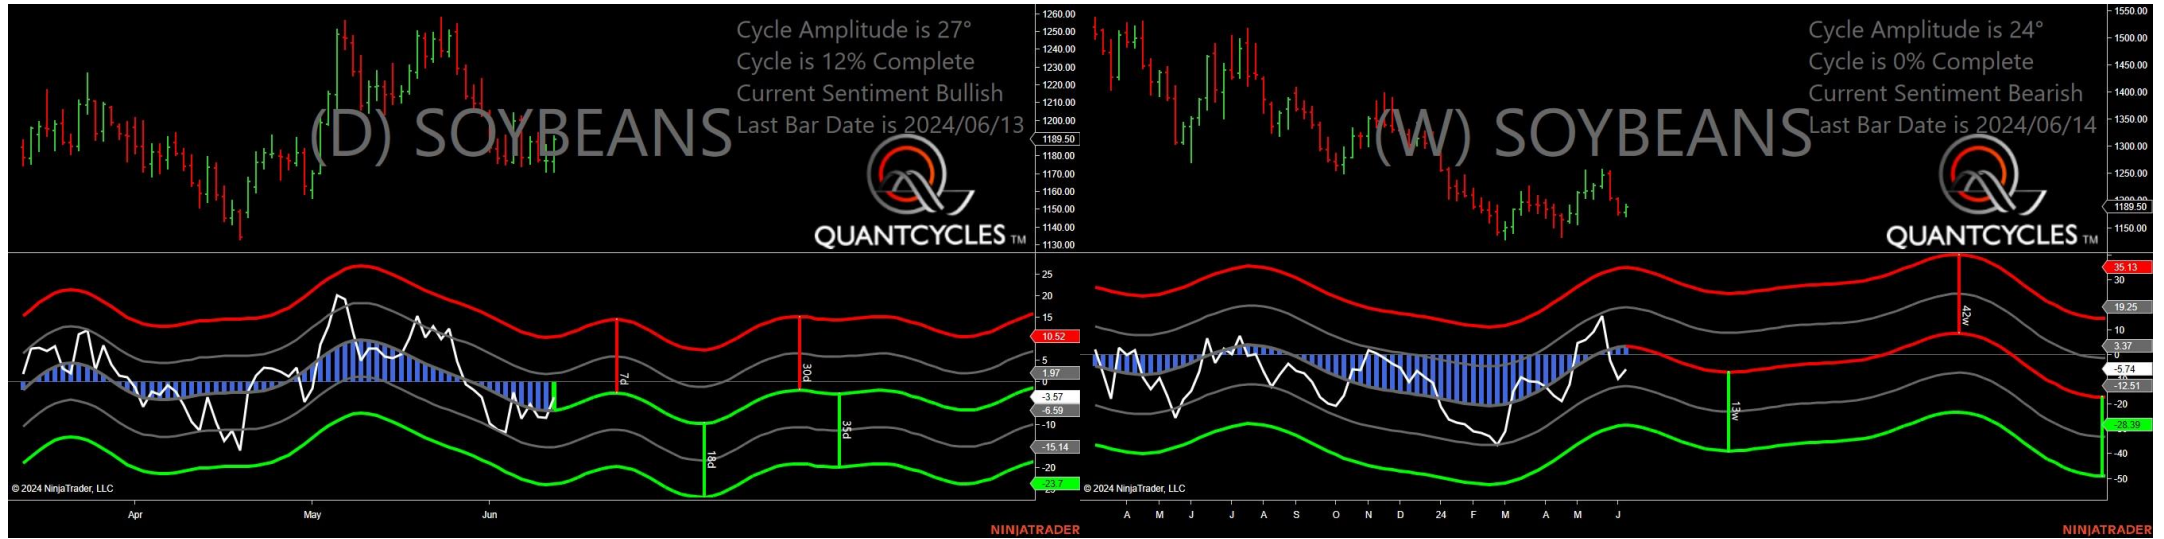 Cycle Amplitude is 27°
Cycle is 12% Complete
Current Sentiment Bullish
Last Bar Date is 2024/06/13
(D) SOYBEANS
QUANTCYCLES TM
1260.00
1250.00
1240.00
1230.00
1220.00
1210.00
1200.00
1189.50
1180.00
1170.00
1160.00
1150.00
1140.00
1130.00
25
20
15
10.52
5
1.97
0
-3.57
-6.59
-10
-15.14
-20
-23.7
7d
18d
30d
35d
© 2024 NinjaTrader, LLC
Apr May Jun
NINJATRADER
Cycle Amplitude is 24°
Cycle is 0% Complete
Current Sentiment Bearish
Last Bar Date is 2024/06/14
(W) SOYBEANS
QUANTCYCLES TM
1550.00
1500.00
1450.00
1400.00
1350.00
1300.00
1250.00
1200.00
1189.50
1150.00
35.13
30
19.25
10
3.37
0
-5.74
-12.51
-20
-28.39
-40
-50
13w
42w
© 2024 NinjaTrader, LLC
A M J J A S O N D 24 F M A M J
NINJATRADER